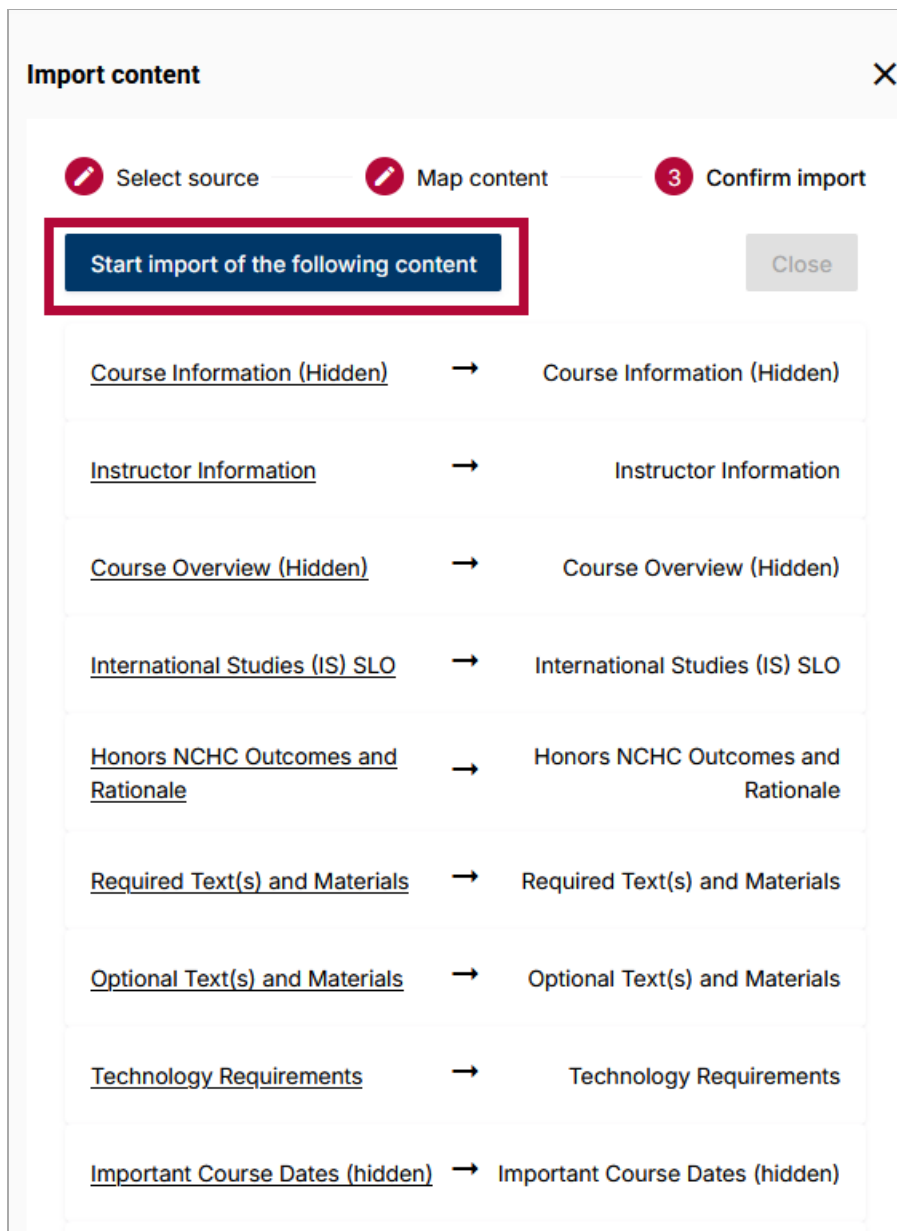 Import content
Select source Map content 3 Confirm import
Start import of the following content Close
Course Information (Hidden) → Course Information (Hidden)
Instructor Information → Instructor Information
Course Overview (Hidden) → Course Overview (Hidden)
International Studies (IS) SLO → International Studies (IS) SLO
Honors NCHC Outcomes and → Honors NCHC Outcomes and
Rationale Rationale
Required Text(s) and Materials → Required Text(s) and Materials
Optional Text(s) and Materials → Optional Text(s) and Materials
Technology Requirements → Technology Requirements
Important Course Dates (hidden) → Important Course Dates (hidden)